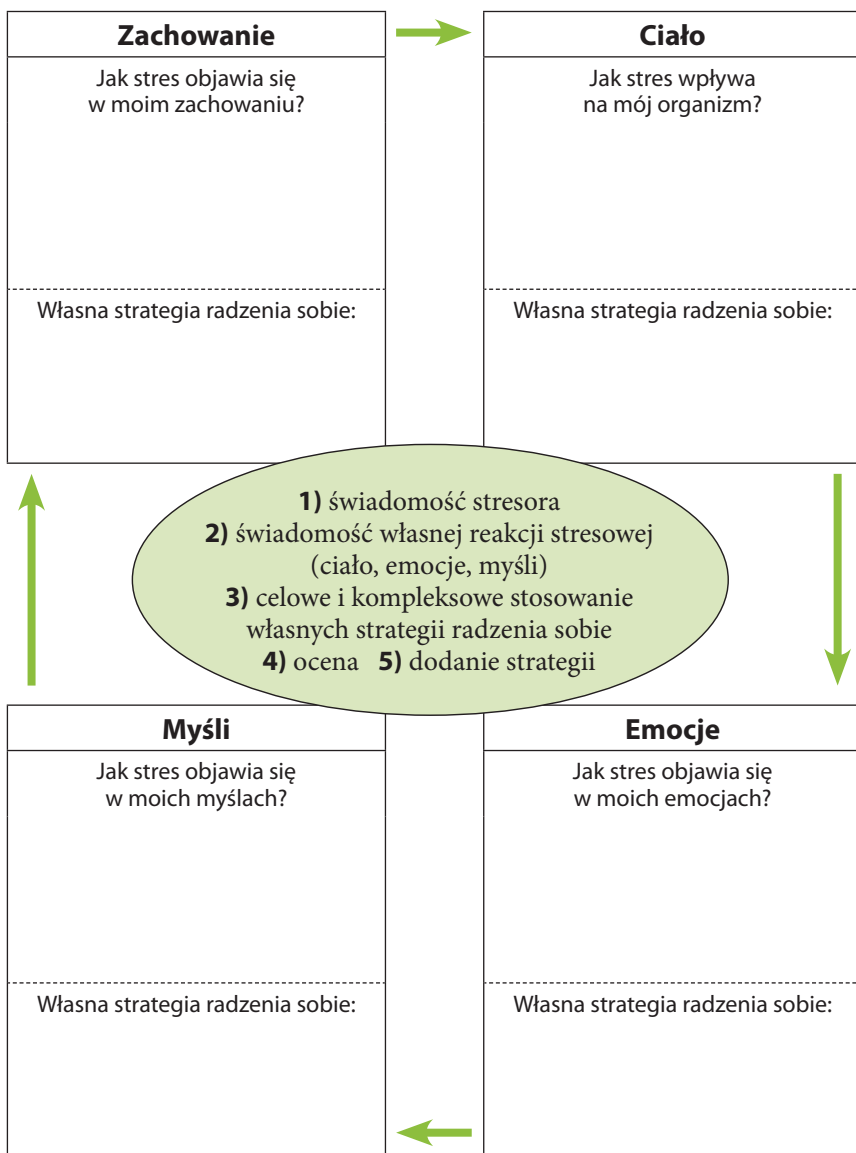 Zachowanie
Jak stres objawia się
w moim zachowaniu?
Własna strategia radzenia sobie:
Ciało
Jak stres wpływa
na mój organizm?
Własna strategia radzenia sobie:
1) świadomość stresora
2) świadomość własnej reakcji stresowej
(ciało, emocje, myśli)
3) celowe i kompleksowe stosowanie
własnych strategii radzenia sobie
4) ocena 5) dodanie strategii
Myśli
Jak stres objawia się
w moich myślach?
Własna strategia radzenia sobie:
Emocje
Jak stres objawia się
w moich emocjach?
Własna strategia radzenia sobie: